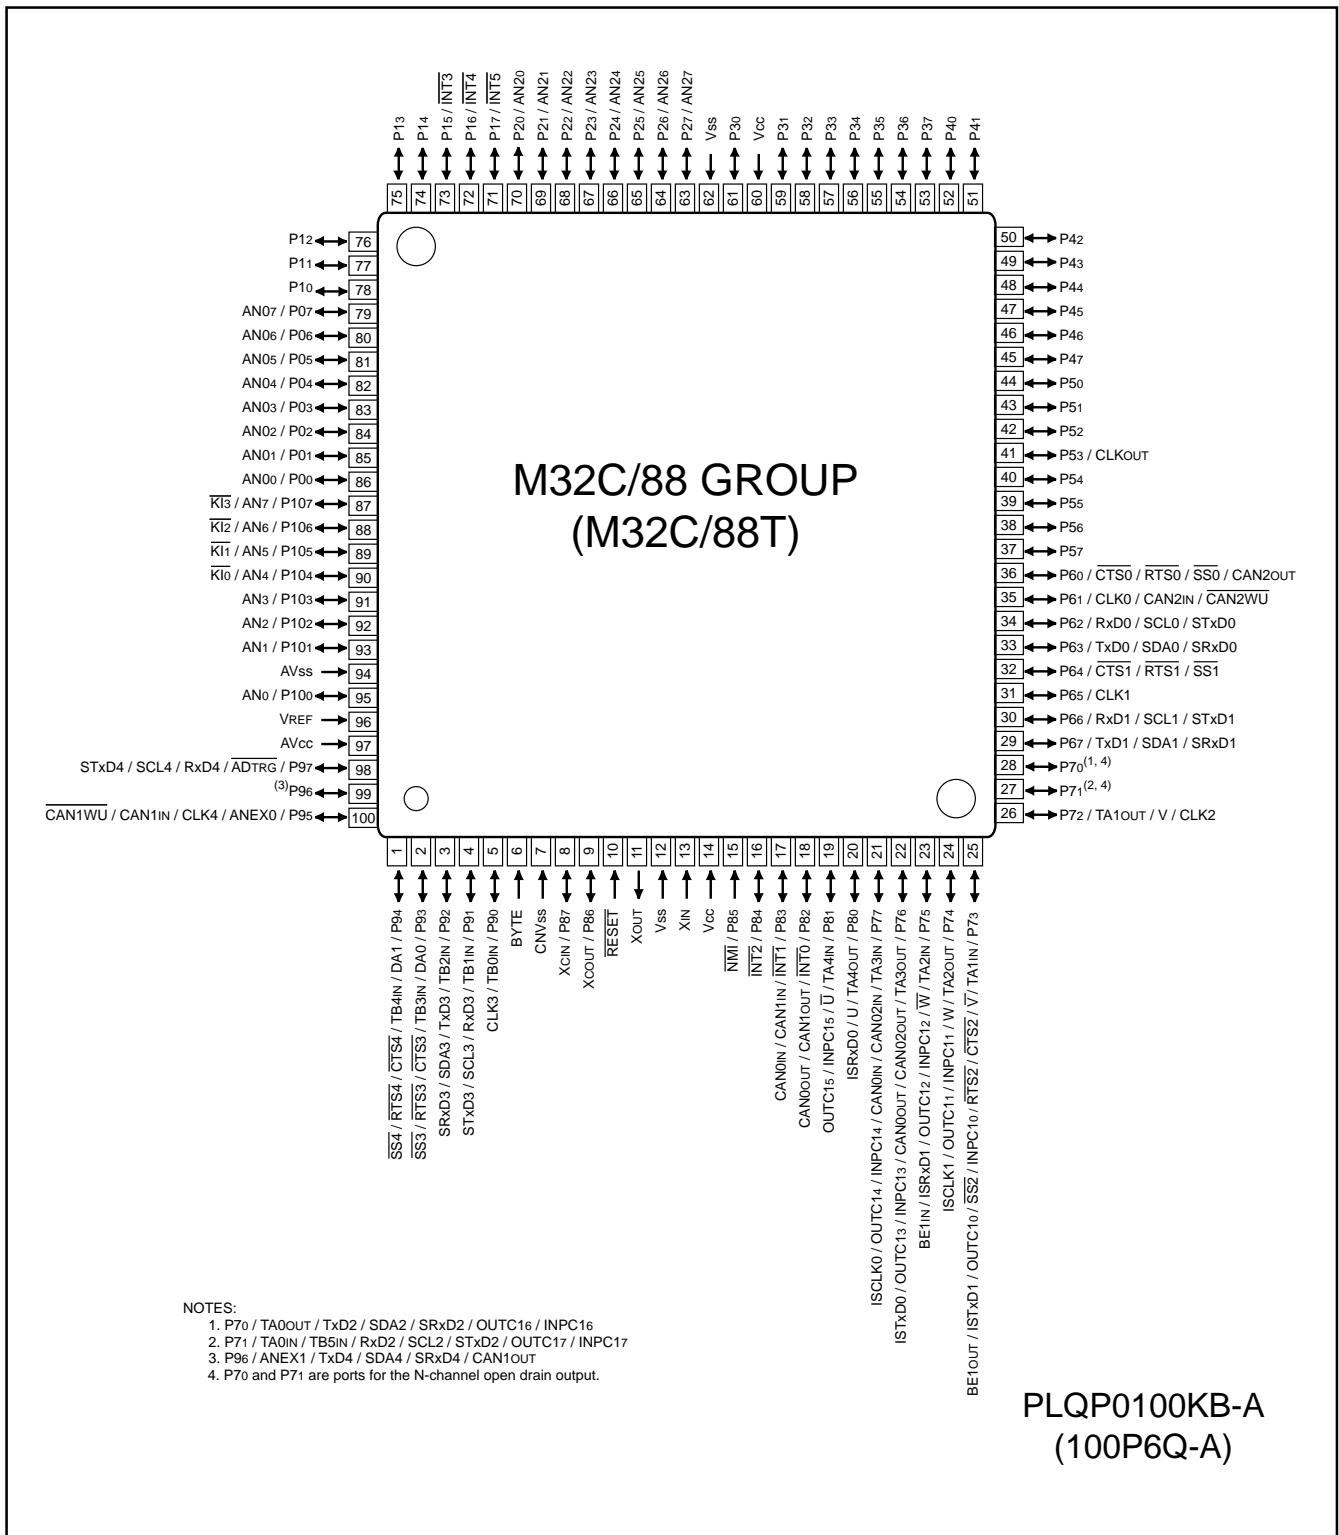 P13
P14
P15 / INT3
P16 / INT4
P17 / INT5
P20 / AN20
P21 / AN21
P22 / AN22
P23 / AN23
P24 / AN24
P25 / AN25
P26 / AN26
P27 / AN27
Vss
P30
Vcc
P31
P32
P33
P34
P35
P36
P37
P40
P41
75 74 73 72 71 70 69 68 67 66 65 64 63 62 61 60 59 58 57 56 55 54 53 52 51
P12 76
P11 77
P10 78
AN07 / P07 79
AN06 / P06 80
AN05 / P05 81
AN04 / P04 82
AN03 / P03 83
AN02 / P02 84
AN01 / P01 85
AN00 / P00 86
KI3 / AN7 / P107 87
KI2 / AN6 / P106 88
KI1 / AN5 / P105 89
KI0 / AN4 / P104 90
AN3 / P103 91
AN2 / P102 92
AN1 / P101 93
AVss 94
AN0 / P100 95
VREF 96
AVcc 97
STxD4 / SCL4 / RxD4 / ADTRG / P97 98
(3)P96 99
CAN1WU / CAN1IN / CLK4 / ANEX0 / P95 100
M32C/88 GROUP
(M32C/88T)
50 P42
49 P43
48 P44
47 P45
46 P46
45 P47
44 P50
43 P51
42 P52
41 P53 / CLKOUT
40 P54
39 P55
38 P56
37 P57
36 P60 / CTS0 / RTS0 / SS0 / CAN2OUT
35 P61 / CLK0 / CAN2IN / CAN2WU
34 P62 / RxD0 / SCL0 / STxD0
33 P63 / TxD0 / SDA0 / SRxD0
32 P64 / CTS1 / RTS1 / SS1
31 P65 / CLK1
30 P66 / RxD1 / SCL1 / STxD1
29 P67 / TxD1 / SDA1 / SRxD1
28 P70(1, 4)
27 P71(2, 4)
26 P72 / TA1OUT / V / CLK2
1 2 3 4 5 6 7 8 9 10 11 12 13 14 15 16 17 18 19 20 21 22 23 24 25
SS4 / RTS4 / CTS4 / TB4IN / DA1 / P94
SS3 / RTS3 / CTS3 / TB3IN / DA0 / P93
SRxD3 / SDA3 / TxD3 / TB2IN / P92
STxD3 / SCL3 / RxD3 / TB1IN / P91
CLK3 / TB0IN / P90
BYTE
CNVss
XCIN / P87
XCOUT / P86
RESET
XOUT
Vss
XIN
Vcc
NMI / P85
INT2 / P84
CAN0IN / CAN1IN / INT1 / P83
CAN0OUT / CAN1OUT / INT0 / P82
OUTC15 / INPC15 / U / TA4IN / P81
ISRxD0 / U / TA4OUT / P80
ISCLK0 / OUTC14 / INPC14 / CAN0IN / CAN02IN / TA3IN / P77
ISTxD0 / OUTC13 / INPC13 / CAN0OUT / CAN02OUT / TA3OUT / P76
BE1IN / ISRxD1 / OUTC12 / INPC12 / W / TA2IN / P75
ISCLK1 / OUTC11 / INPC11 / W / TA2OUT / P74
BE1OUT / ISTxD1 / OUTC10 / SS2 / INPC10 / RTS2 / CTS2 / V / TA1IN / P73
NOTES:
1. P70 / TA0OUT / TxD2 / SDA2 / SRxD2 / OUTC16 / INPC16
2. P71 / TA0IN / TB5IN / RxD2 / SCL2 / STxD2 / OUTC17 / INPC17
3. P96 / ANEX1 / TxD4 / SDA4 / SRxD4 / CAN1OUT
4. P70 and P71 are ports for the N-channel open drain output.
PLQP0100KB-A
(100P6Q-A)